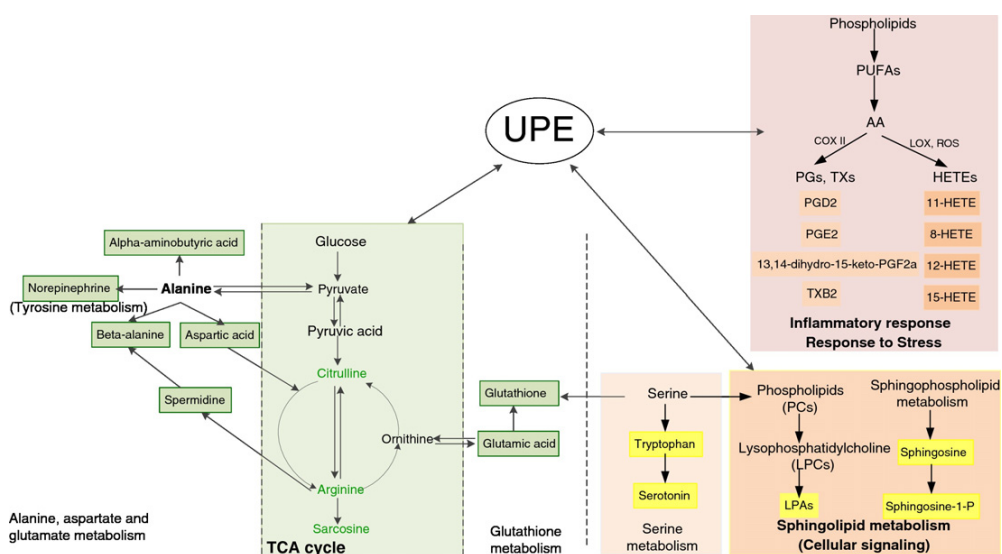 Phospholipids
PUFAs
AA
COX II
LOX, ROS
PGs, TXs
HETEs
PGD2
11-HETE
PGE2
8-HETE
13,14-dihydro-15-keto-PGF2a
12-HETE
TXB2
15-HETE
Inflammatory response
Response to Stress
UPE
Alpha-aminobutyric acid
Norepinephrine
(Tyrosine metabolism)
Alanine
Beta-alanine
Aspartic acid
Spermidine
Alanine, aspartate and
glutamate metabolism
Glucose
Pyruvate
Pyruvic acid
Citrulline
Ornithine
Arginine
Sarcosine
TCA cycle
Glutathione
Glutamic acid
Glutathione
metabolism
Serine
Tryptophan
Serotonin
Serine
metabolism
Phospholipids
(PCs)
Lysophosphatidylcholine
(LPCs)
LPAs
Sphingophospholipid
metabolism
Sphingosine
Sphingosine-1-P
Sphingolipid metabolism
(Cellular signaling)